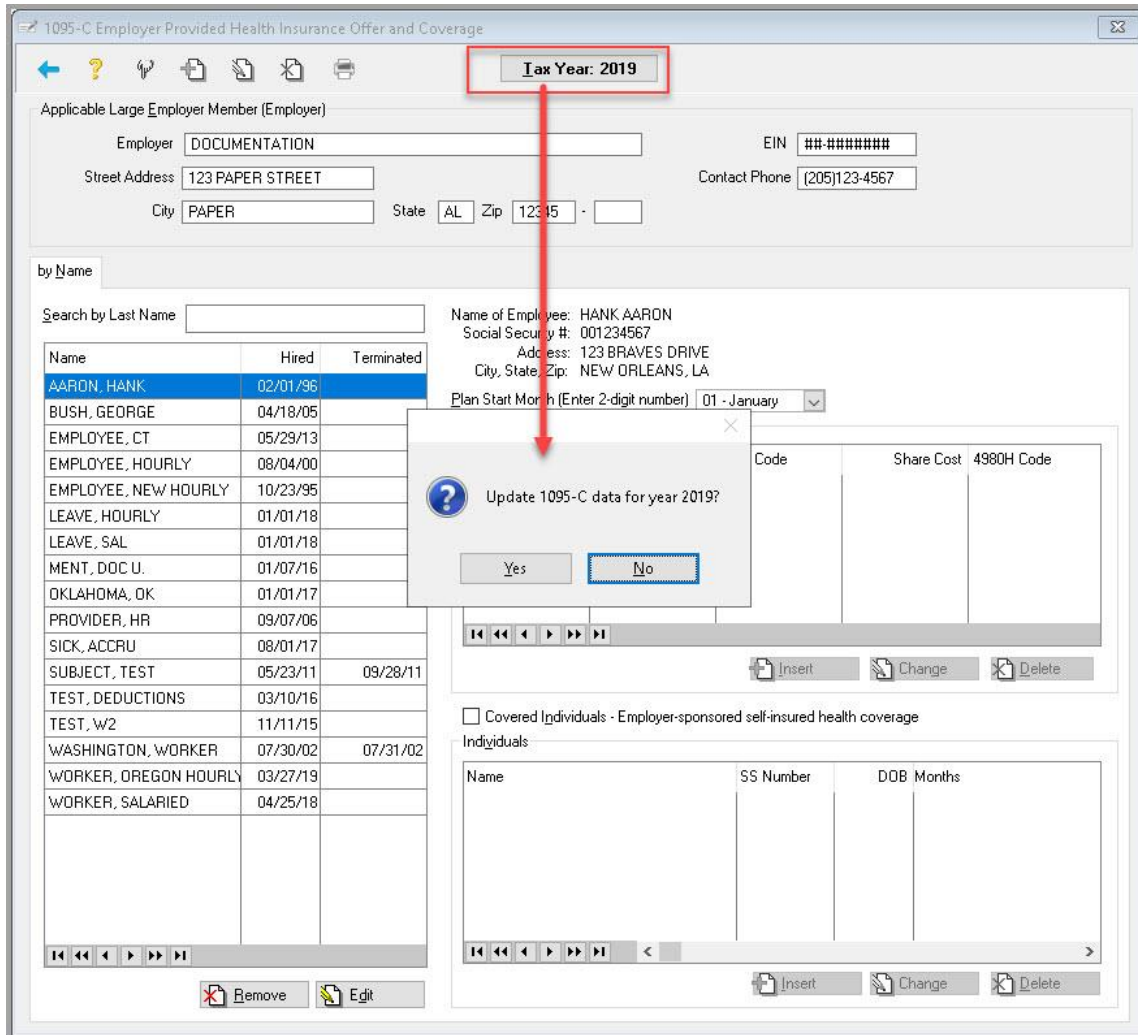 1095-C Employer Provided Health Insurance Offer and Coverage
Tax Year: 2019
Applicable Large Employer Member (Employer)
Employer DOCUMENTATION EIN ##-#######
Street Address 123 PAPER STREET Contact Phone (205)123-4567
City PAPER State AL Zip 12345 -
by Name
Search by Last Name
Name Hired Terminated
AARON, HANK 02/01/96
BUSH, GEORGE 04/18/05
EMPLOYEE, CT 05/29/13
EMPLOYEE, HOURLY 08/04/00
EMPLOYEE, NEW HOURLY 10/23/95
LEAVE, HOURLY 01/01/18
LEAVE, SAL 01/01/18
MENT, DOC U. 01/07/16
OKLAHOMA, OK 01/01/17
PROVIDER, HR 09/07/06
SICK, ACCRU 08/01/17
SUBJECT, TEST 05/23/11 09/28/11
TEST, DEDUCTIONS 03/10/16
TEST, W2 11/11/15
WASHINGTON, WORKER 07/30/02 07/31/02
WORKER, OREGON HOURLY 03/27/19
WORKER, SALARIED 04/25/18
Remove Edit
Name of Employee: HANK AARON
Social Security #: 001234567
Address: 123 BRAVES DRIVE
City, State, Zip: NEW ORLEANS, LA
Plan Start Month (Enter 2-digit number) 01 - January
Code Share Cost 4980H Code
Update 1095-C data for year 2019?
Yes No
Insert Change Delete
Covered Individuals - Employer-sponsored self-insured health coverage
Individuals
Name SS Number DOB Months
Insert Change Delete